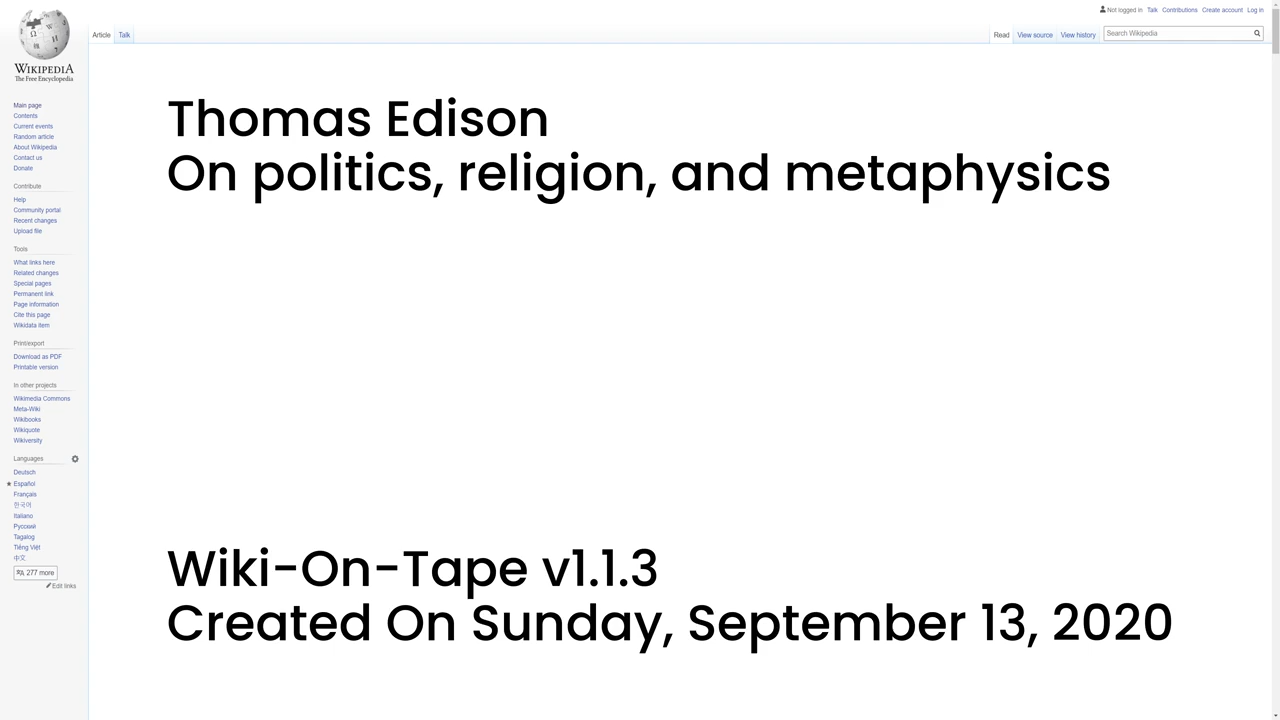 Not logged in Talk Contributions Create account Log in
Article Talk Read View source View history Search Wikipedia
WIKIPEDIA
The Free Encyclopedia
Main page
Contents
Current events
Random article
About Wikipedia
Contact us
Donate
Contribute
Help
Community portal
Recent changes
Upload file
Tools
What links here
Related changes
Special pages
Permanent link
Page information
Cite this page
Wikidata item
Print/export
Download as PDF
Printable version
In other projects
Wikimedia Commons
Meta-Wiki
Wikibooks
Wikiquote
Wikiversity
Languages
Deutsch
Español
Français
한국어
Italiano
Русский
Tagalog
Tiếng Việt
中文
277 more
Edit links
Thomas Edison
On politics, religion, and metaphysics
Wiki-On-Tape v1.1.3
Created On Sunday, September 13, 2020